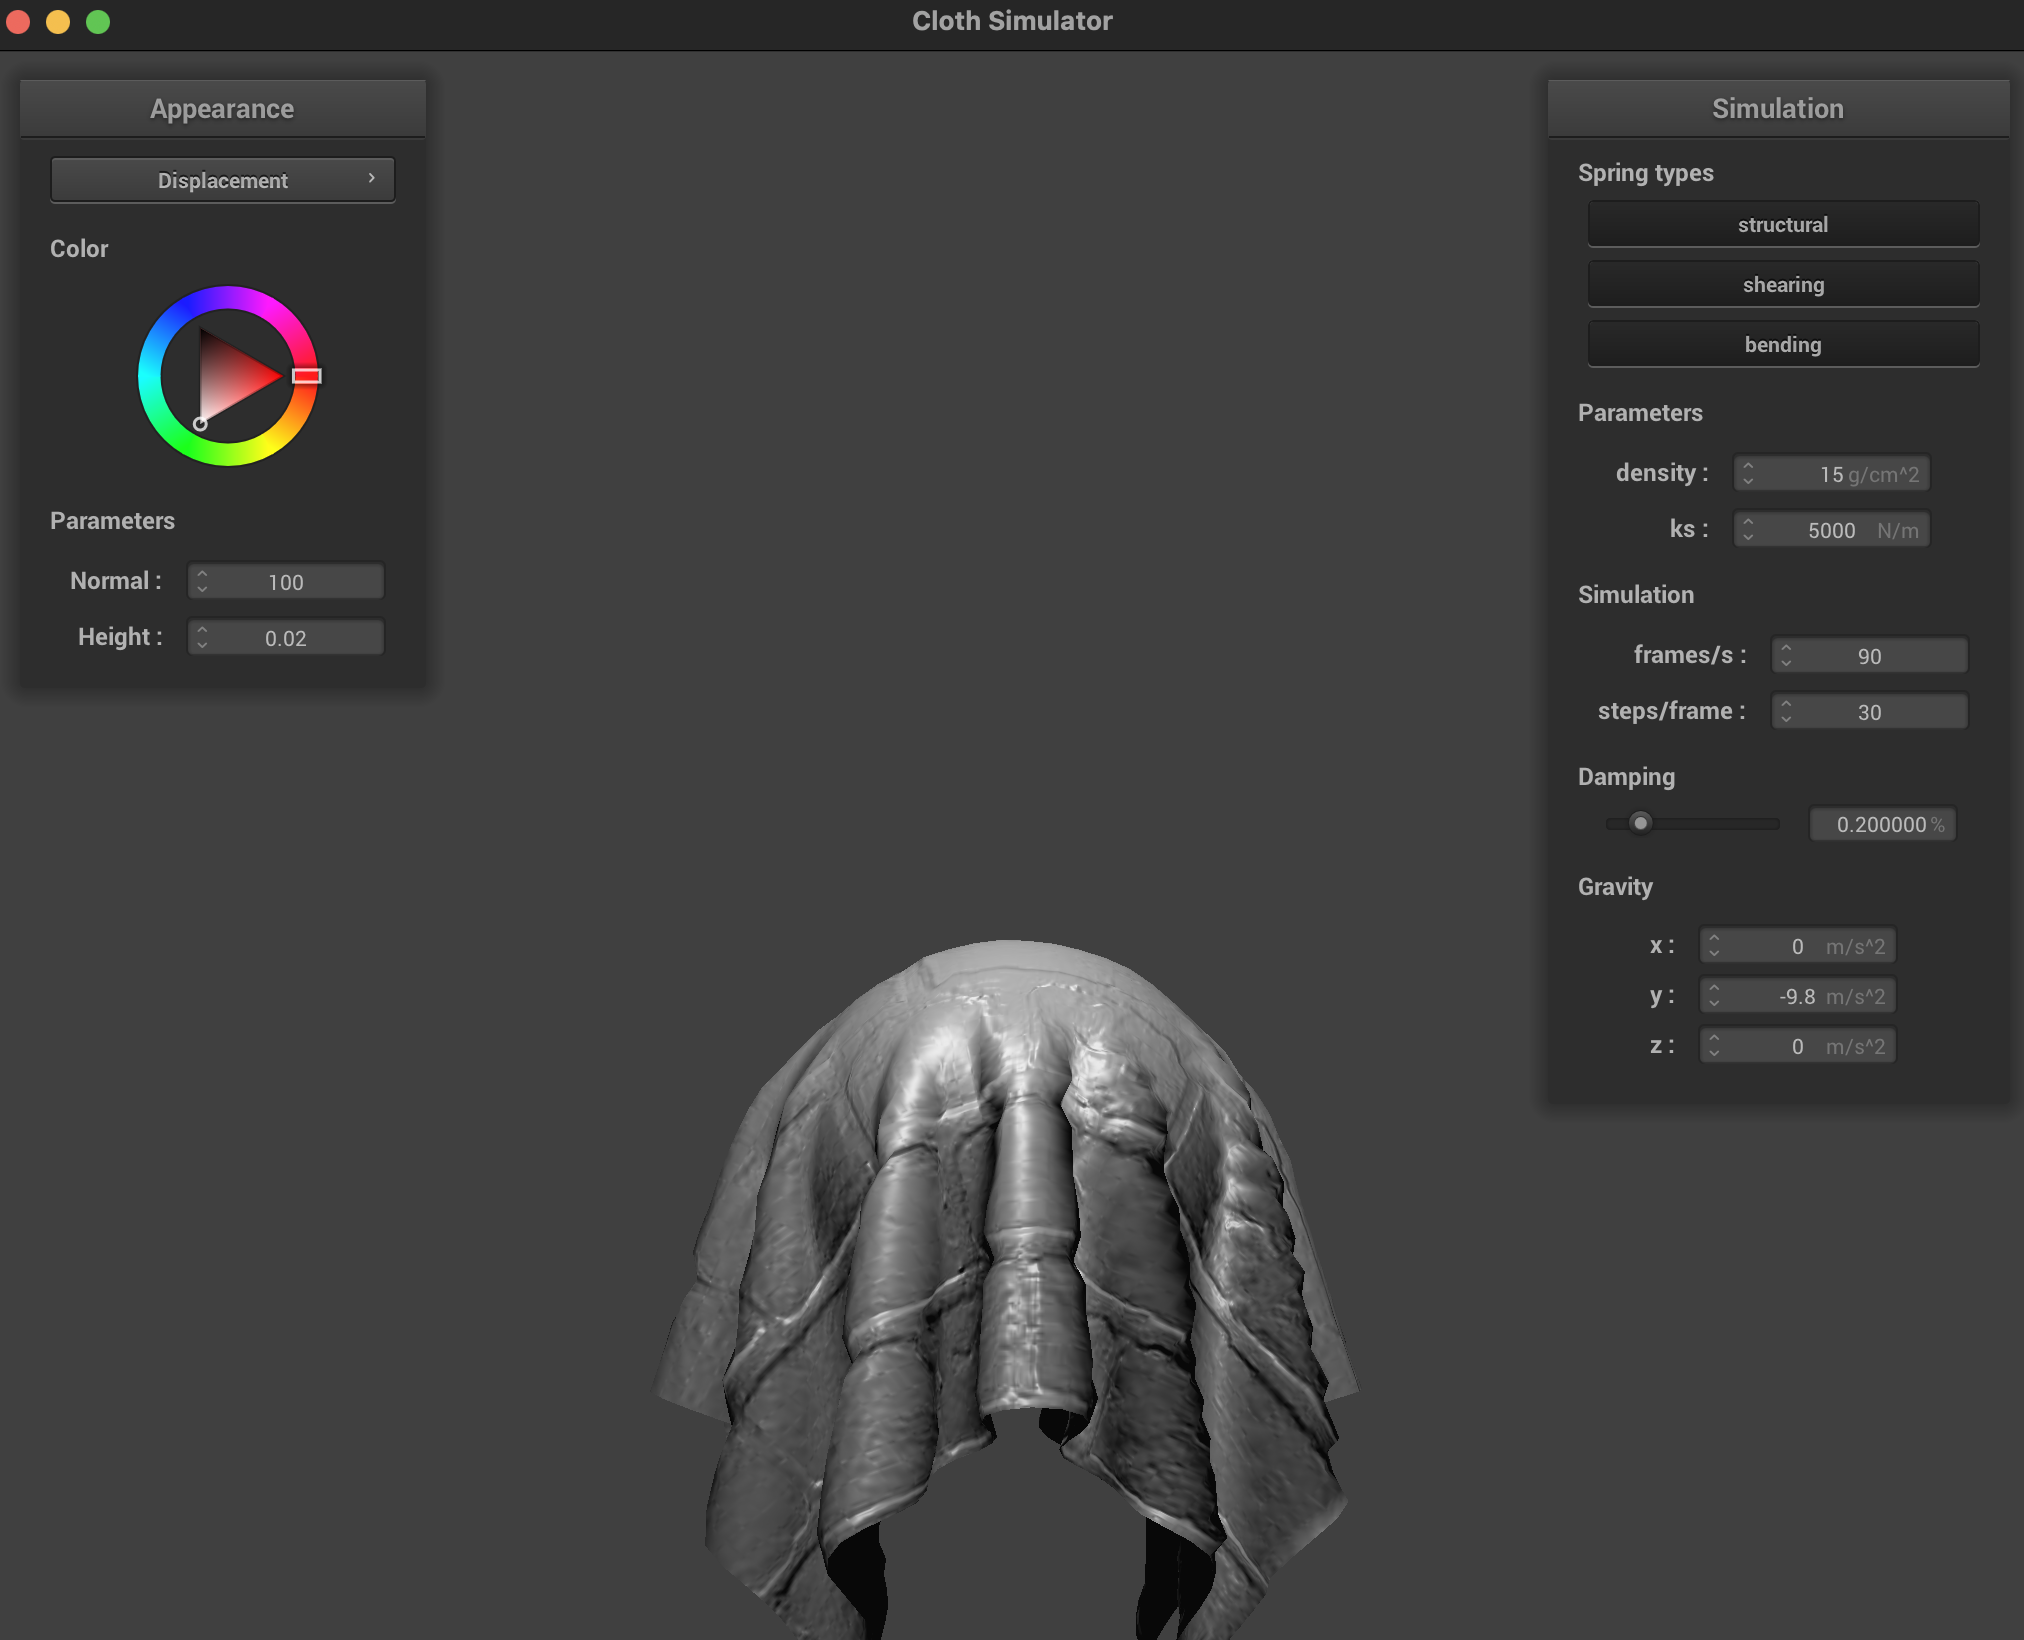 Cloth Simulator
Appearance
Displacement
Color
Parameters
Normal : 100
Height : 0.02
Simulation
Spring types
structural
shearing
bending
Parameters
density : 15 g/cm^2
ks : 5000 N/m
Simulation
frames/s : 90
steps/frame : 30
Damping
0.200000 %
Gravity
x : 0 m/s^2
y : -9.8 m/s^2
z : 0 m/s^2